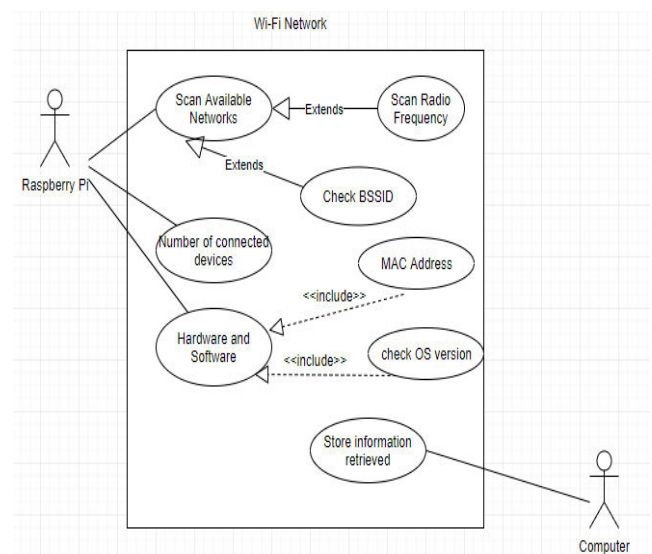 Wi-Fi Network
Scan Available
Networks
Extends
Scan Radio
Frequency
Raspberry Pi
Extends
Check BSSID
Number of connected
devices
MAC Address
<<include>>
Hardware and
Software
<<include>>
check OS version
Store information
retrieved
Computer